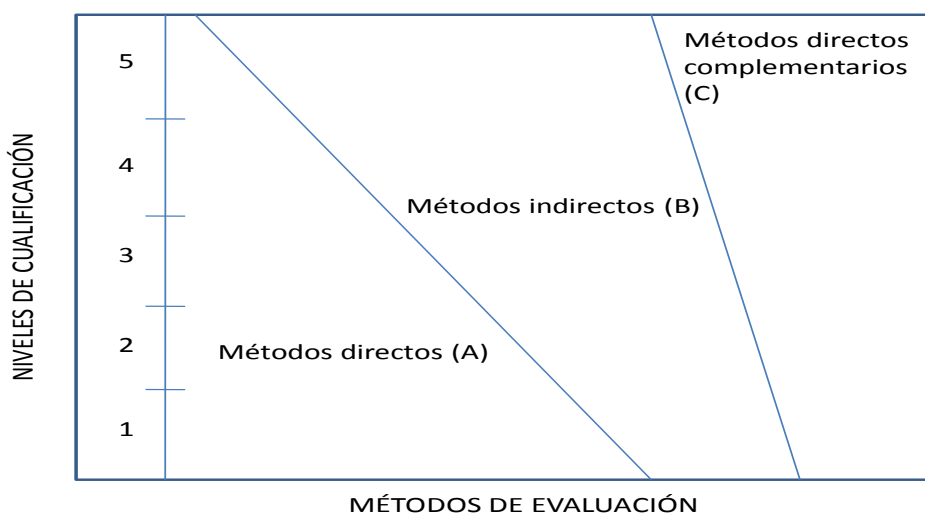 NIVELES DE CUALIFICACIÓN
5
4
3
2
1
Métodos directos
complementarios
(C)
Métodos indirectos (B)
Métodos directos (A)
MÉTODOS DE EVALUACIÓN